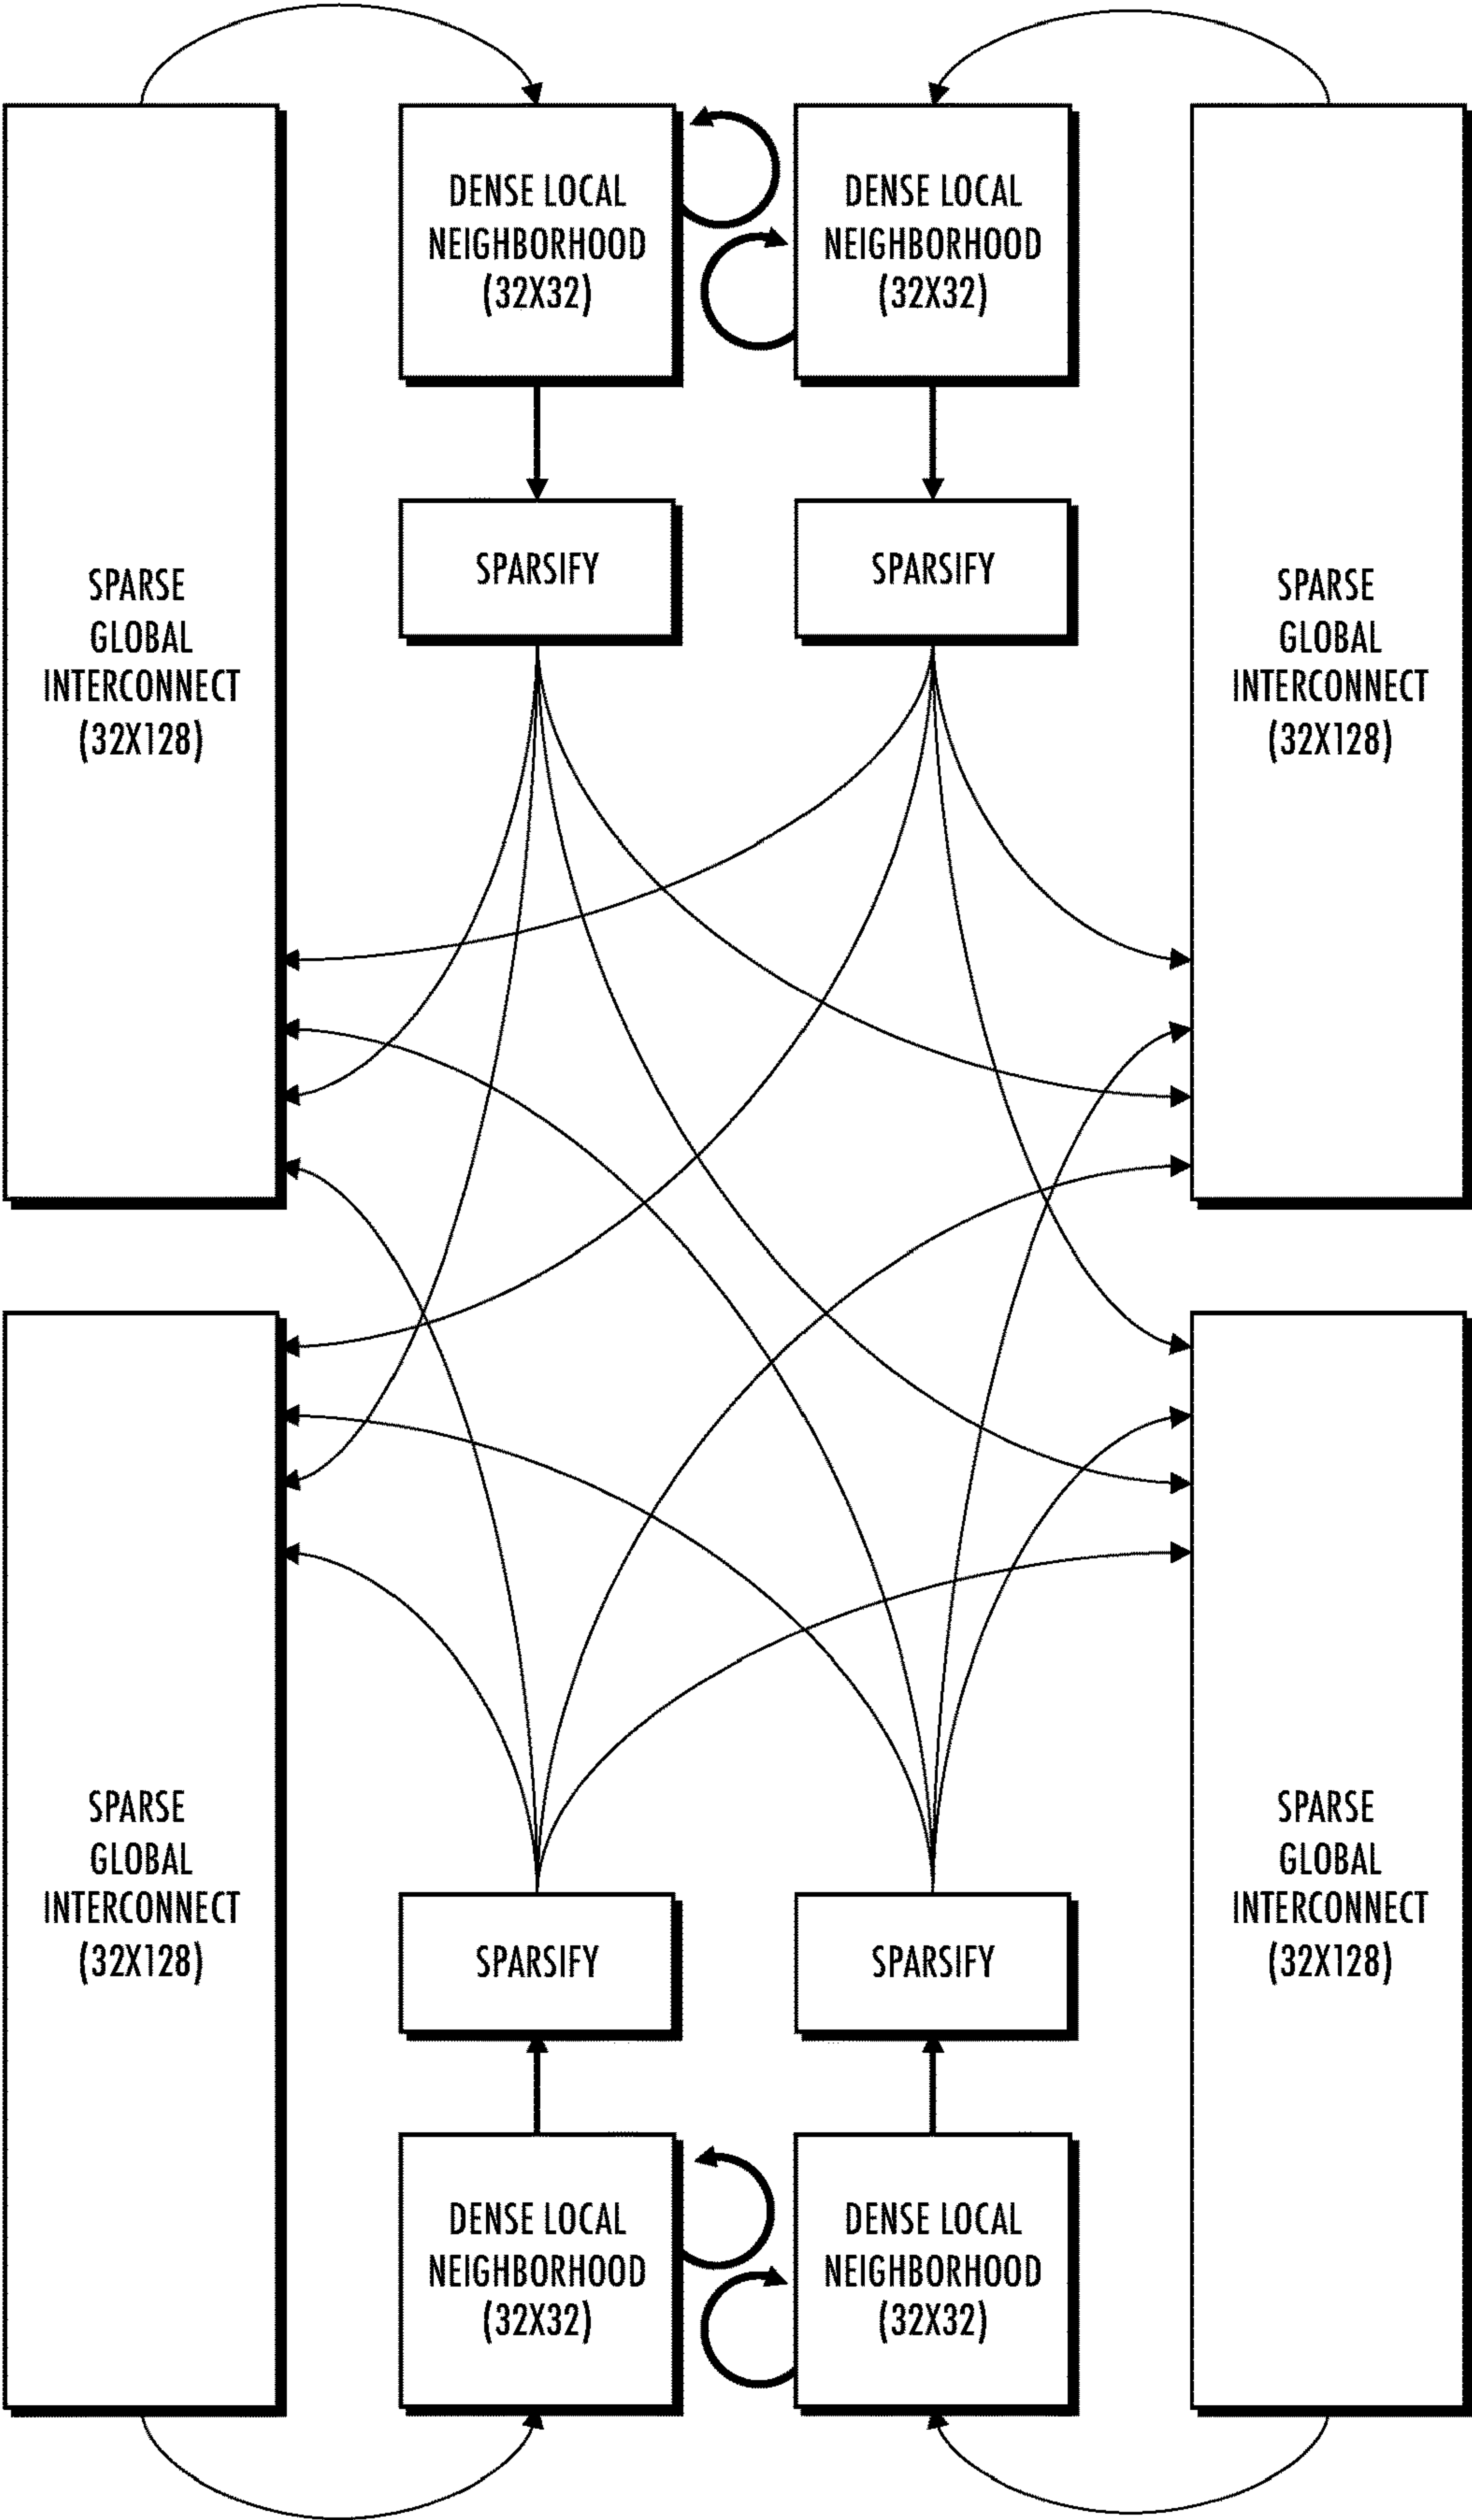 DENSE LOCAL
NEIGHBORHOOD
(32X32)
DENSE LOCAL
NEIGHBORHOOD
(32X32)
SPARSE
GLOBAL
INTERCONNECT
(32X128)
SPARSIFY
SPARSIFY
SPARSE
GLOBAL
INTERCONNECT
(32X128)
SPARSE
GLOBAL
INTERCONNECT
(32X128)
SPARSIFY
SPARSIFY
SPARSE
GLOBAL
INTERCONNECT
(32X128)
DENSE LOCAL
NEIGHBORHOOD
(32X32)
DENSE LOCAL
NEIGHBORHOOD
(32X32)